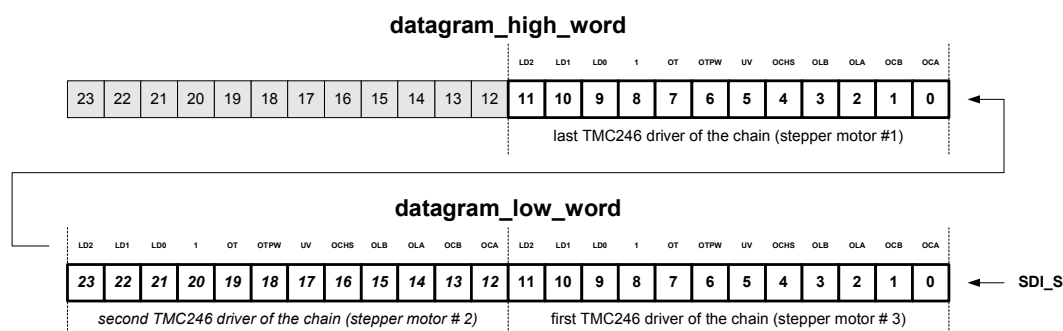 datagram_high_word
LD2 LD1 LD0 1 OT OTPW UV OCHS OLB OLA OCB OCA
23 22 21 20 19 18 17 16 15 14 13 12 11 10 9 8 7 6 5 4 3 2 1 0
last TMC246 driver of the chain (stepper motor #1)
datagram_low_word
LD2 LD1 LD0 1 OT OTPW UV OCHS OLB OLA OCB OCA LD2 LD1 LD0 1 OT OTPW UV OCHS OLB OLA OCB OCA
23 22 21 20 19 18 17 16 15 14 13 12 11 10 9 8 7 6 5 4 3 2 1 0 SDI_S
second TMC246 driver of the chain (stepper motor # 2) first TMC246 driver of the chain (stepper motor # 3)